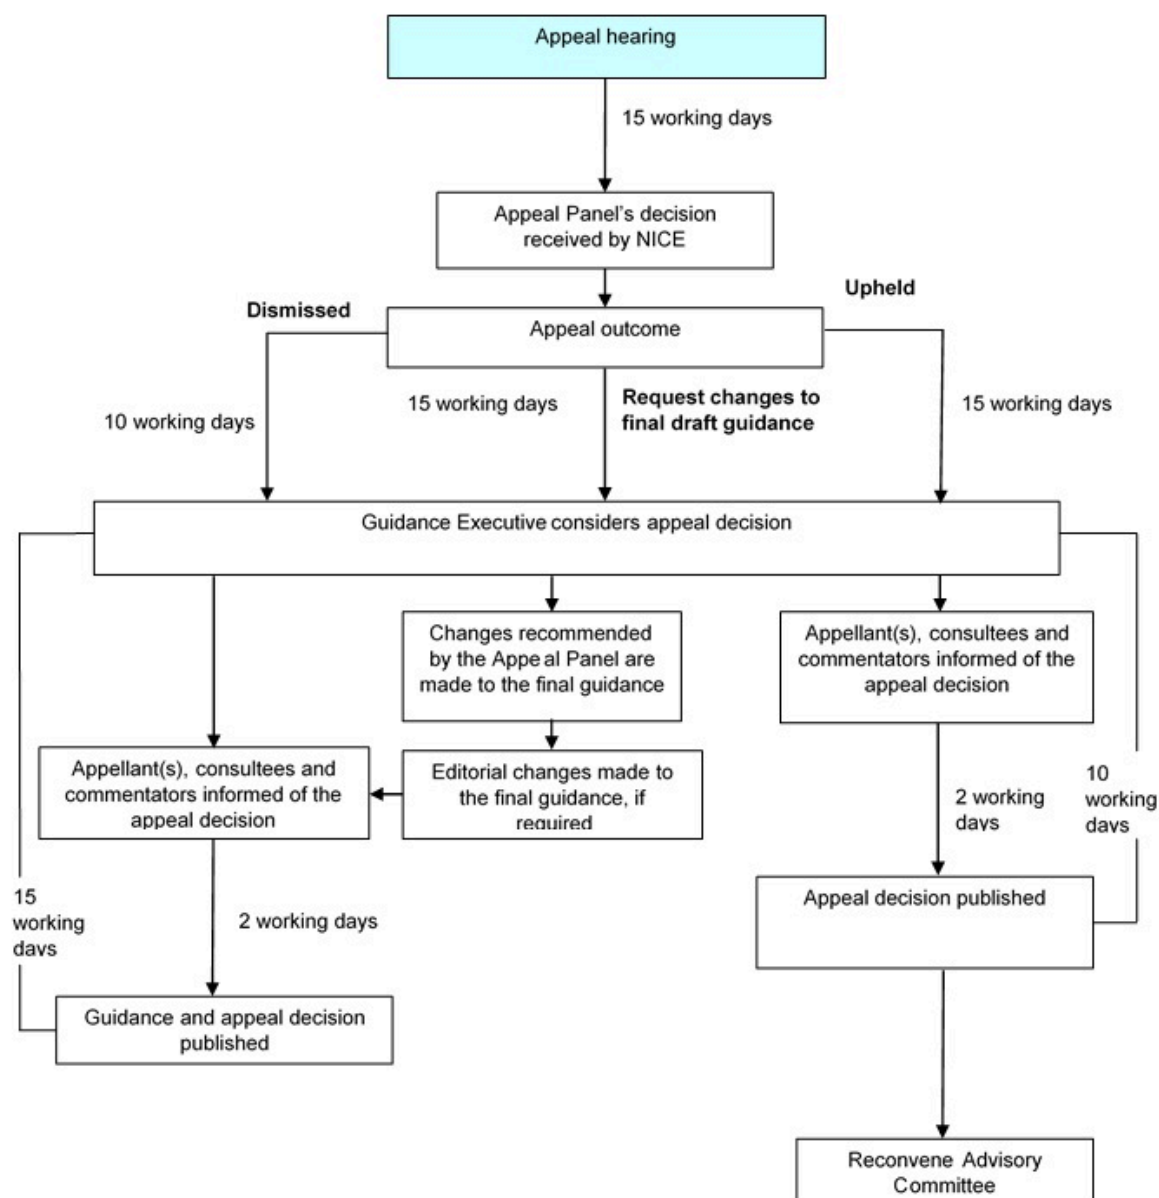 Appeal hearing
15 working days
Appeal Panel's decision
received by NICE
Upheld
Dismissed
Appeal outcome
Request changes to
final draft guidance
15 working days
15 working days
10 working days
Guidance Executive considers appeal decision
Changes recommended
by the Appeal Panel are
made to the final guidance
Appellant(s), consultees and
commentators informed of the
appeal decision
Appellant(s), consultees and
commentators informed of the
appeal decision
Editorial changes made to
the final guidance, if
required
10
working
days
2 working
days
15
working
days
2 working days
Appeal decision published
Guidance and appeal decision
published
Reconvene Advisory
Committee